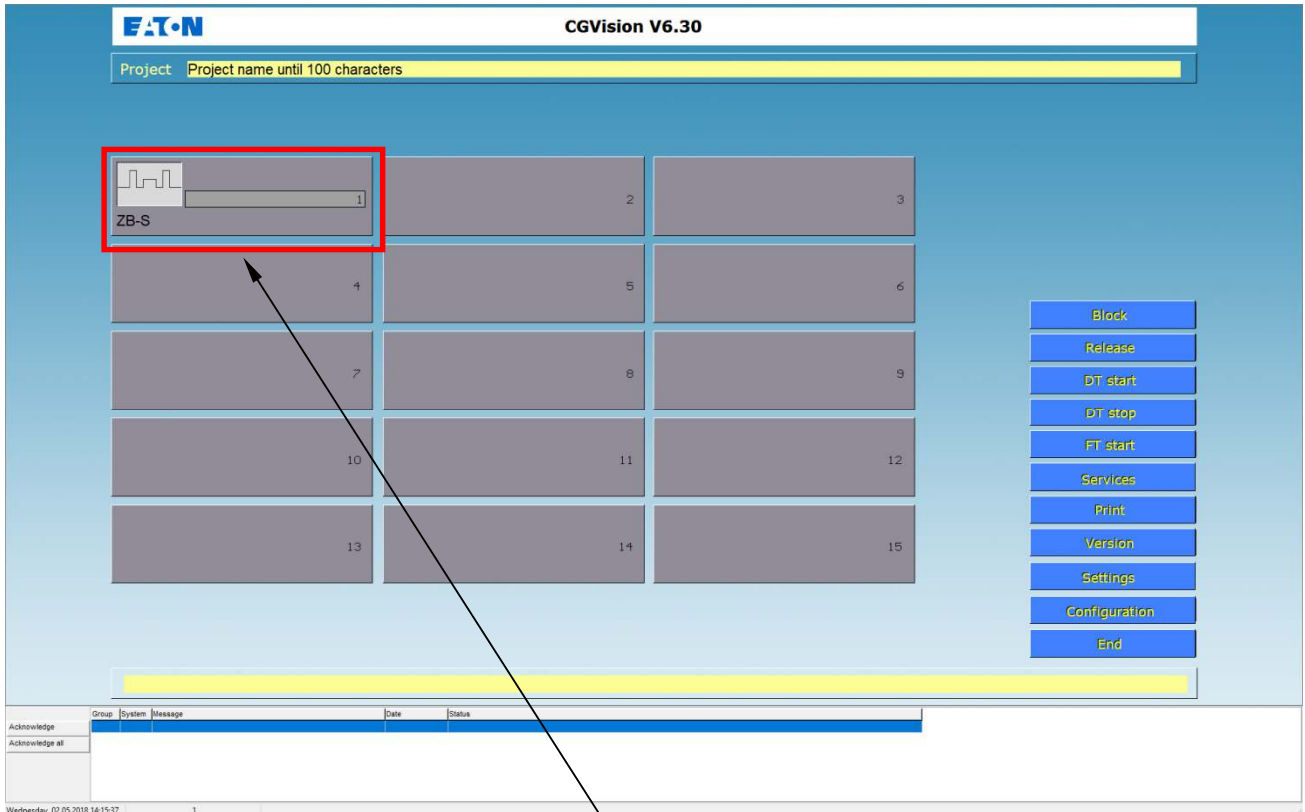 EATON
CGVision V6.30
Project Project name until 100 characters
1
ZB-S
2
3
4
5
6
7
8
9
10
11
12
13
14
15
Block
Release
DT start
DT stop
FT start
Services
Print
Version
Settings
Configuration
End
Group System Message Date Status
Acknowledge
Acknowledge all
Wednesday, 02.05.2018 14:15:37 1